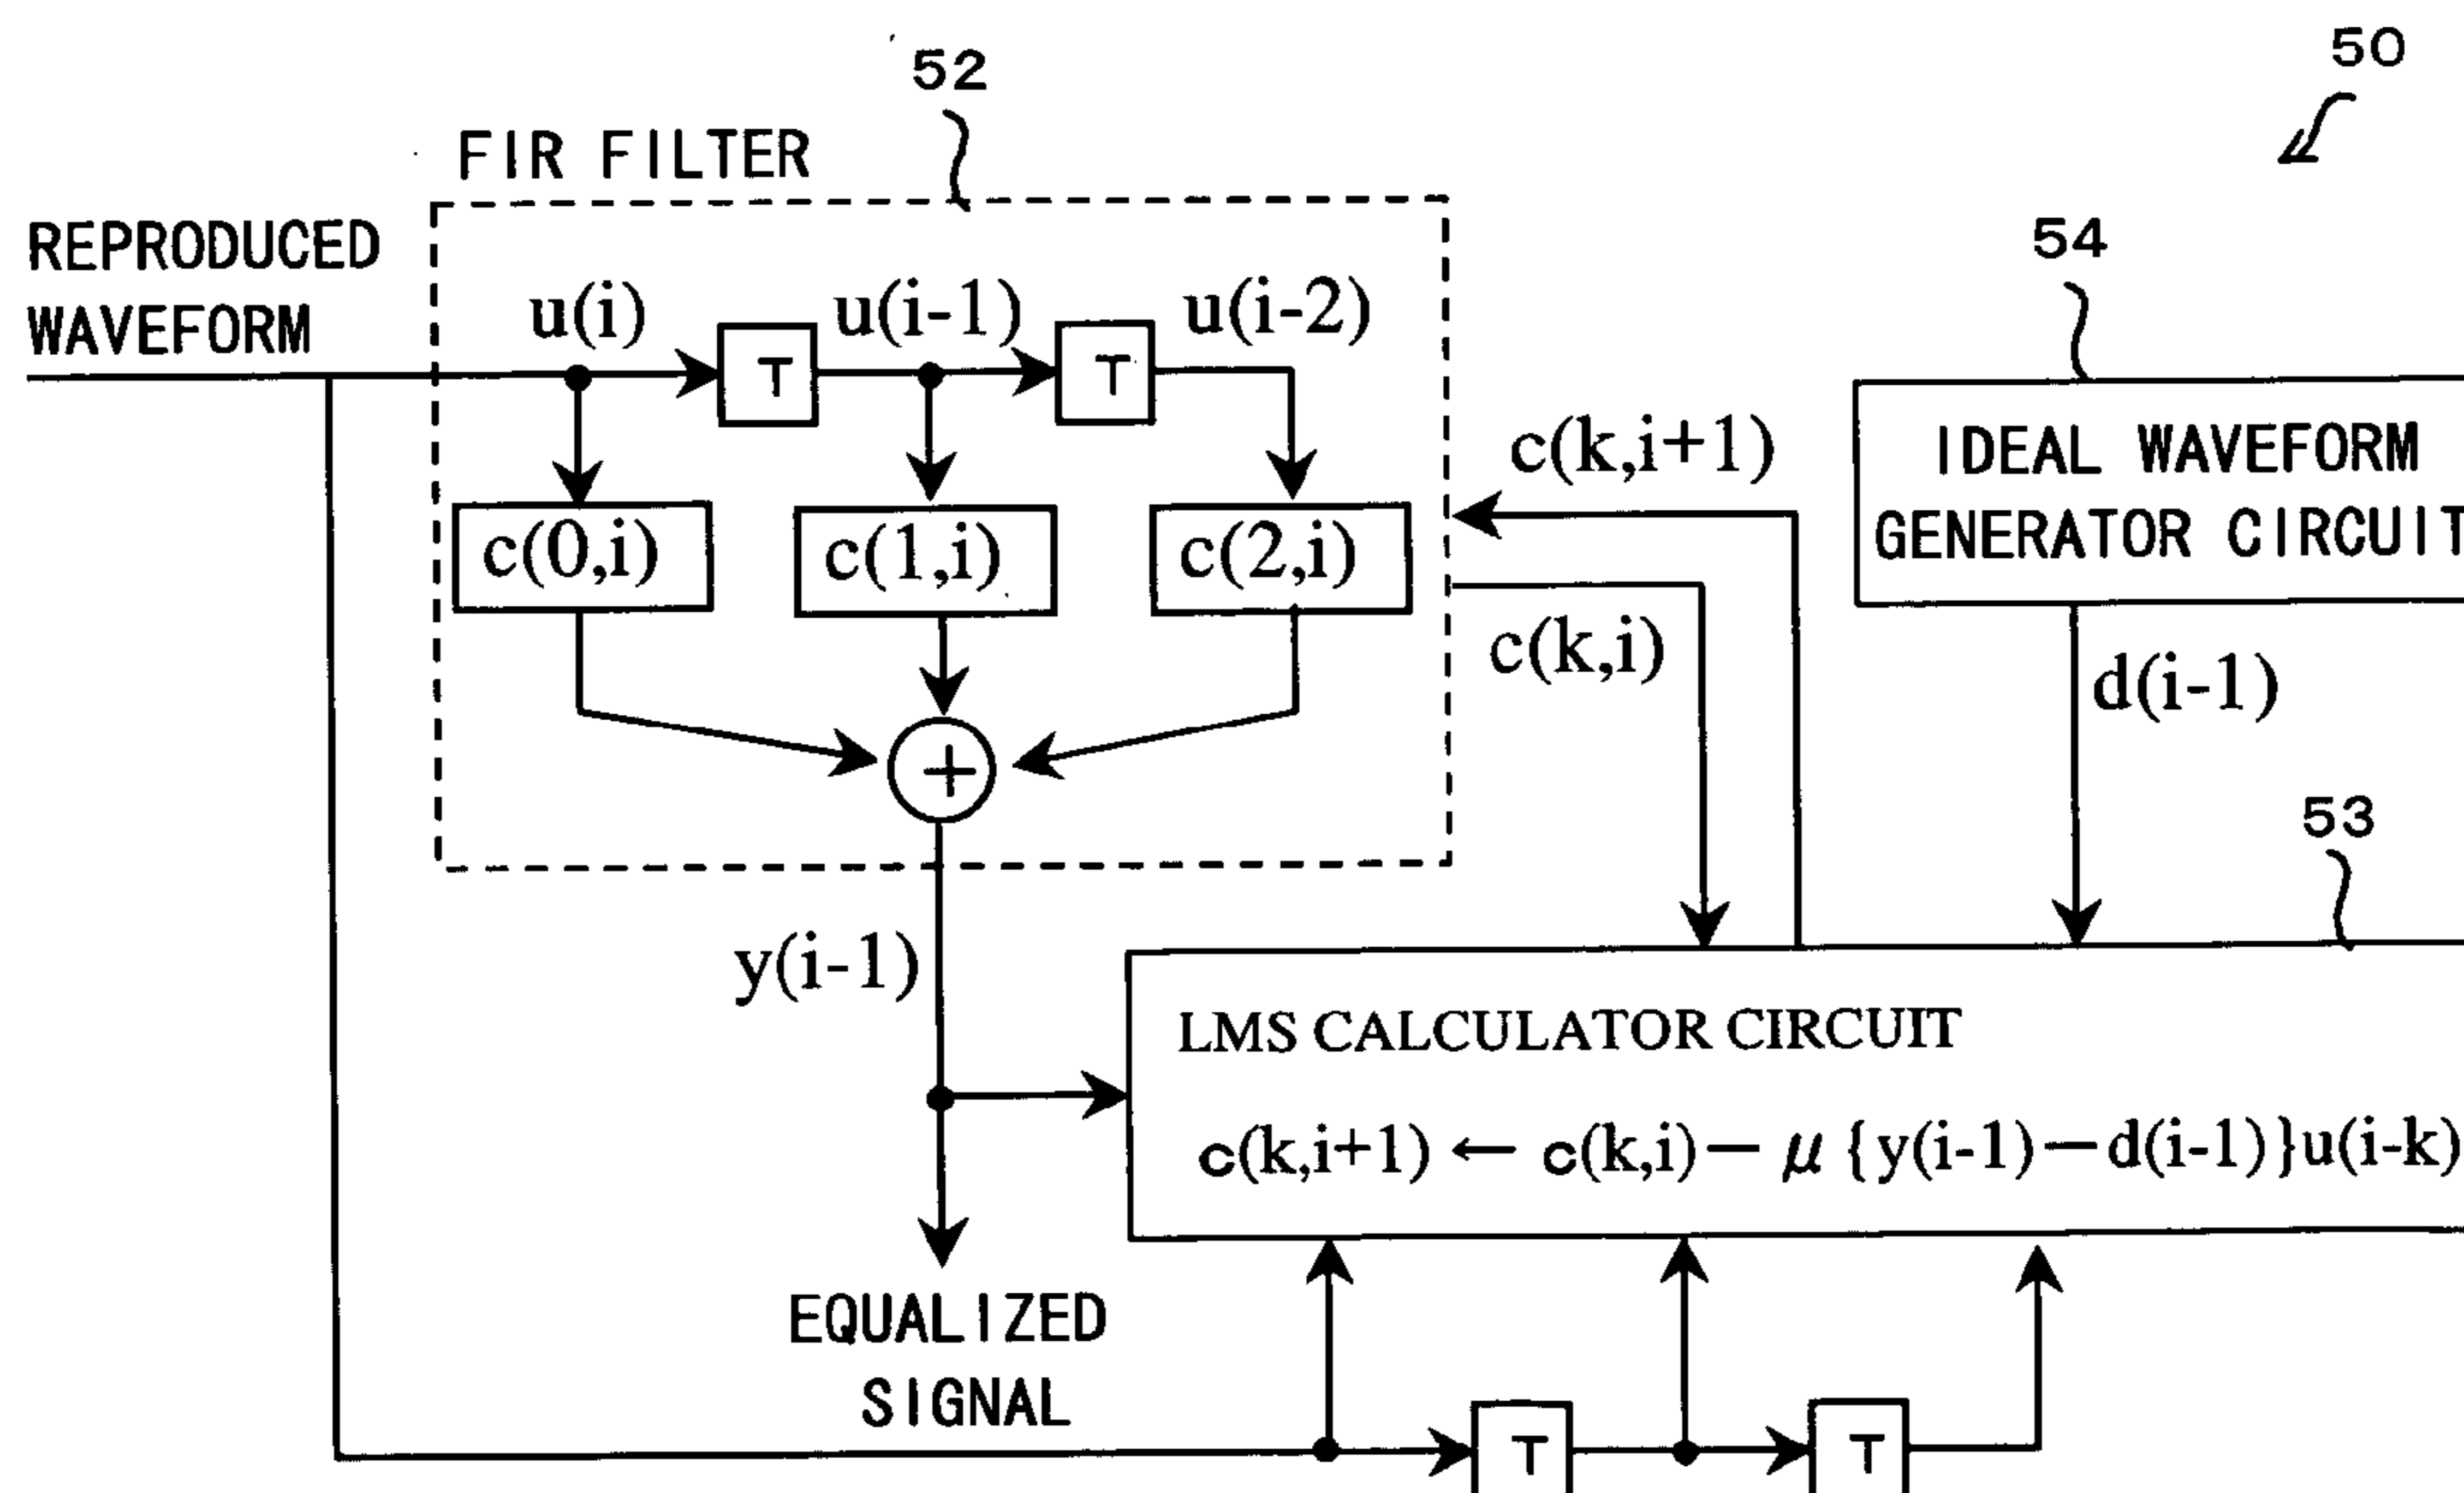 50
52
FIR FILTER
REPRODUCED
WAVEFORM
u(i)
u(i-1)
u(i-2)
T
T
c(0,i)
c(1,i)
c(2,i)
+
c(k,i+1)
c(k,i)
54
IDEAL WAVEFORM
GENERATOR CIRCUIT
d(i-1)
53
y(i-1)
LMS CALCULATOR CIRCUIT
c(k,i+1) ← c(k,i)— μ {y(i-1)—d(i-1)}u(i-k)
EQUALIZED
SIGNAL
T
T